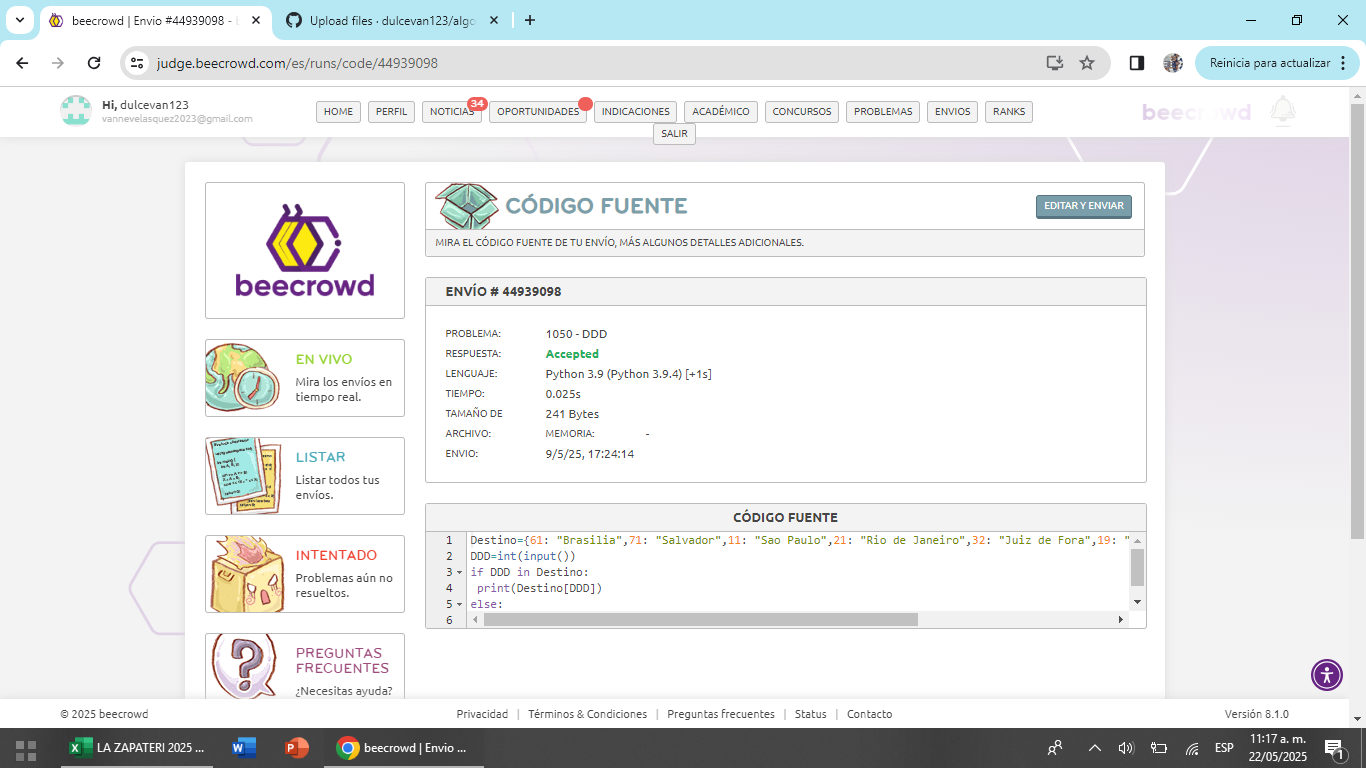 beecrowd | Envio #44939098 - 
Upload files · dulcevan123/algo
judge.beecrowd.com/es/runs/code/44939098
Reinicia para actualizar
Hi, dulcevan123
vannevelasquez2023@gmail.com
HOME
PERFIL
NOTICIAS
34
OPORTUNIDADES
INDICACIONES
ACADÉMICO
CONCURSOS
PROBLEMAS
ENVIOS
RANKS
SALIR
beecrowd
beecrowd
CÓDIGO FUENTE
EDITAR Y ENVIAR
MIRA EL CÓDIGO FUENTE DE TU ENVÍO, MÁS ALGUNOS DETALLES ADICIONALES.
EN VIVO
Mira los envíos en
tiempo real.
LISTAR
Listar todos tus
envíos.
INTENTADO
Problemas aún no
resueltos.
PREGUNTAS
FRECUENTES
¿Necesitas ayuda?
ENVÍO # 44939098
PROBLEMA: 1050 - DDD
RESPUESTA: Accepted
LENGUAJE: Python 3.9 (Python 3.9.4) [+1s]
TIEMPO: 0.025s
TAMAÑO DE 241 Bytes
ARCHIVO: MEMORIA: -
ENVIO: 9/5/25, 17:24:14
CÓDIGO FUENTE
1 Destino={61: "Brasilia",71: "Salvador",11: "Sao Paulo",21: "Rio de Janeiro",32: "Juiz de Fora",19: "
2 DDD=int(input())
3 if DDD in Destino:
4 print(Destino[DDD])
5 else:
6
© 2025 beecrowd
Privacidad | Términos & Condiciones | Preguntas frecuentes | Status | Contacto
Versión 8.1.0
LA ZAPATERI 2025 ...
beecrowd | Envio ...
ESP
11:17 a. m.
22/05/2025
1